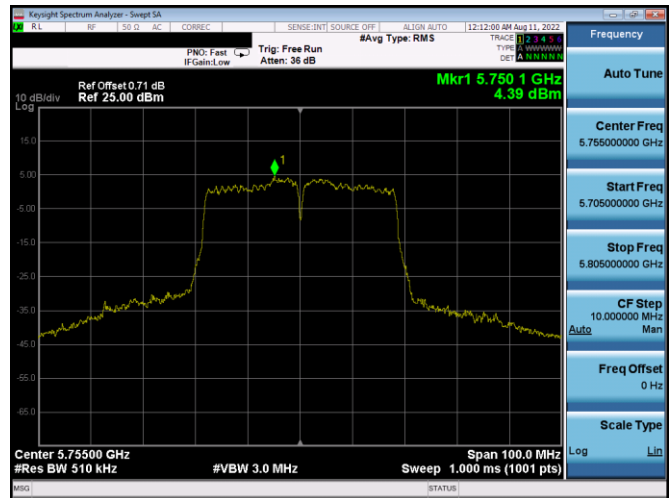 Keysight Spectrum Analyzer - Swept SA
RL RF 50 Ω AC CORREC SENSE:INT SOURCE OFF ALIGN AUTO 12:12:00 AM Aug 11, 2022
#Avg Type: RMS
TRACE 1 2 3 4 5 6
TYPE A WWWWW
DET A N N N N N
PNO: Fast
IFGain:Low
Trig: Free Run
Atten: 36 dB
Mkr1 5.750 1 GHz
4.39 dBm
Ref Offset 0.71 dB
Ref 25.00 dBm
10 dB/div
Log
15.0
5.00
-5.00
-15.0
-25.0
-35.0
-45.0
-55.0
-65.0
1
Center 5.75500 GHz
Span 100.0 MHz
#Res BW 510 kHz
#VBW 3.0 MHz
Sweep 1.000 ms (1001 pts)
MSG
STATUS
Frequency
Auto Tune
Center Freq
5.755000000 GHz
Start Freq
5.705000000 GHz
Stop Freq
5.805000000 GHz
CF Step
10.000000 MHz
Auto Man
Freq Offset
0 Hz
Scale Type
Log Lin